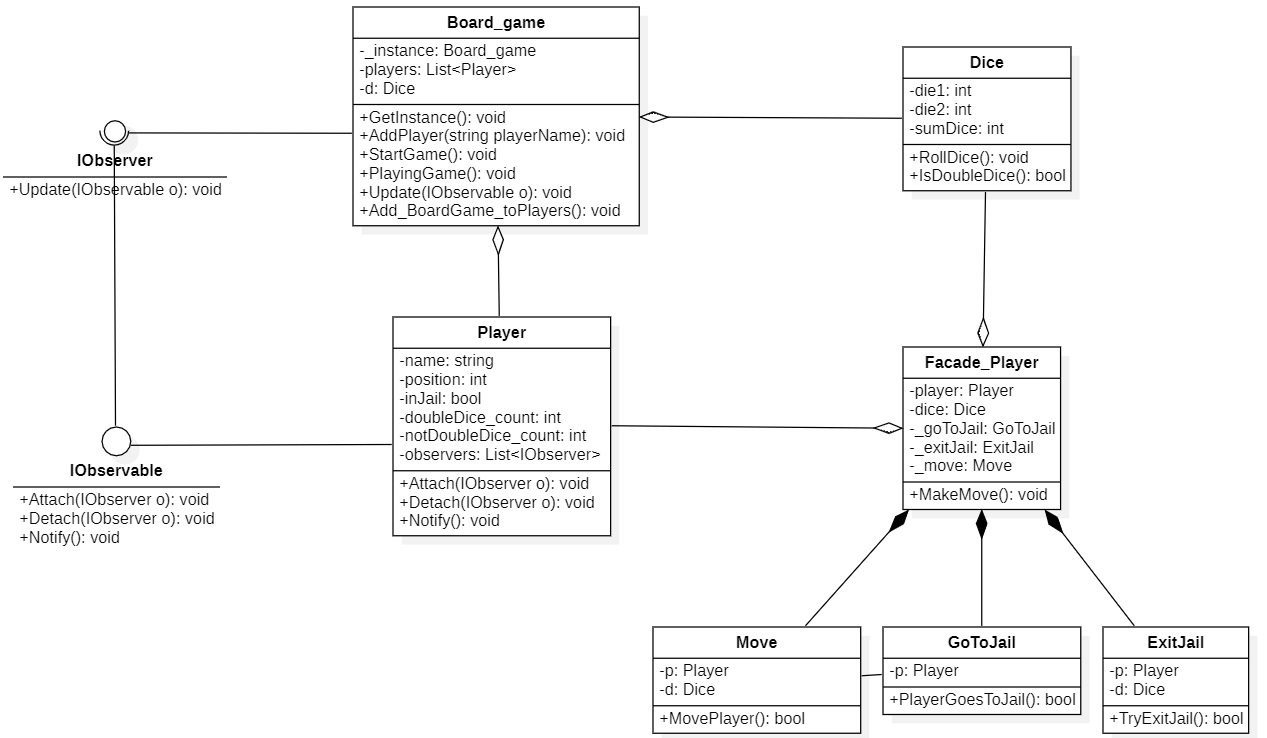 Board_game
-_instance: Board_game
-players: List<Player>
-d: Dice
+GetInstance(): void
+AddPlayer(string playerName): void
+StartGame(): void
+PlayingGame(): void
+Update(IObservable o): void
+Add_BoardGame_toPlayers(): void
Dice
-die1: int
-die2: int
-sumDice: int
+RollDice(): void
+IsDoubleDice(): bool
IObserver
+Update(IObservable o): void
Player
-name: string
-position: int
-inJail: bool
-doubleDice_count: int
-notDoubleDice_count: int
-observers: List<IObserver>
+Attach(IObserver o): void
+Detach(IObserver o): void
+Notify(): void
Facade_Player
-player: Player
-dice: Dice
-_goToJail: GoToJail
-_exitJail: ExitJail
-_move: Move
+MakeMove(): void
IObservable
+Attach(IObserver o): void
+Detach(IObserver o): void
+Notify(): void
Move
-p: Player
-d: Dice
+MovePlayer(): bool
GoToJail
-p: Player
+PlayerGoesToJail(): bool
ExitJail
-p: Player
-d: Dice
+TryExitJail(): bool